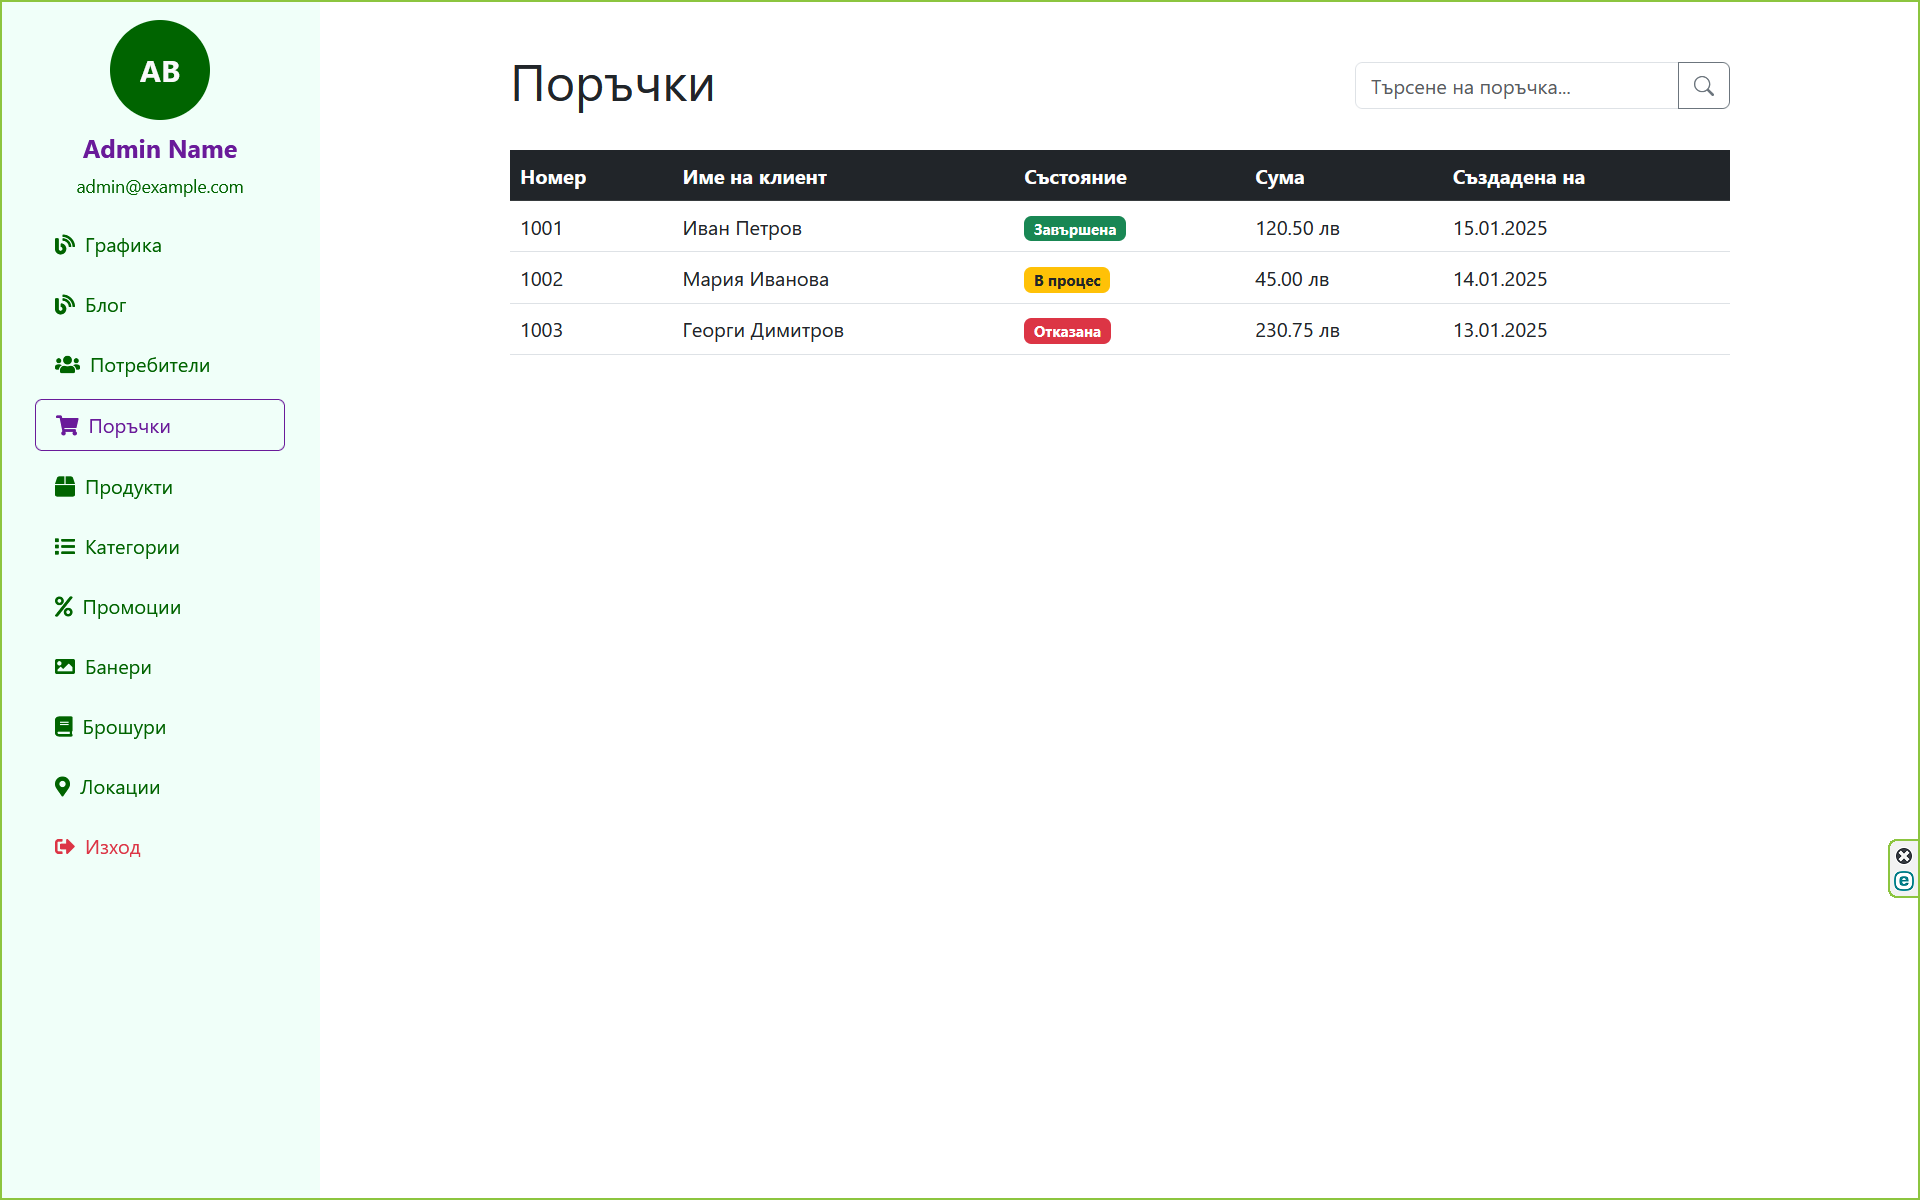 AB
Admin Name
admin@example.com
Графика
Блог
Потребители
Поръчки
Продукти
Категории
Промоции
Банери
Брошури
Локации
Изход
Поръчки
Търсене на поръчка...
Номер Име на клиент Състояние Сума Създадена на
1001 Иван Петров Завършена 120.50 лв 15.01.2025
1002 Мария Иванова В процес 45.00 лв 14.01.2025
1003 Георги Димитров Отказана 230.75 лв 13.01.2025
e